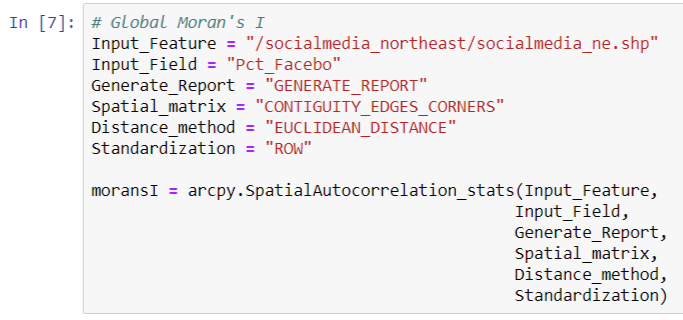 In [7]: # Global Moran's I
Input_Feature = "/socialmedia_northeast/socialmedia_ne.shp"
Input_Field = "Pct_Facebo"
Generate_Report = "GENERATE_REPORT"
Spatial_matrix = "CONTIGUITY_EDGES_CORNERS"
Distance_method = "EUCLIDEAN_DISTANCE"
Standardization = "ROW"

moransI = arcpy.SpatialAutocorrelation_stats(Input_Feature,
Input_Field,
Generate_Report,
Spatial_matrix,
Distance_method,
Standardization)